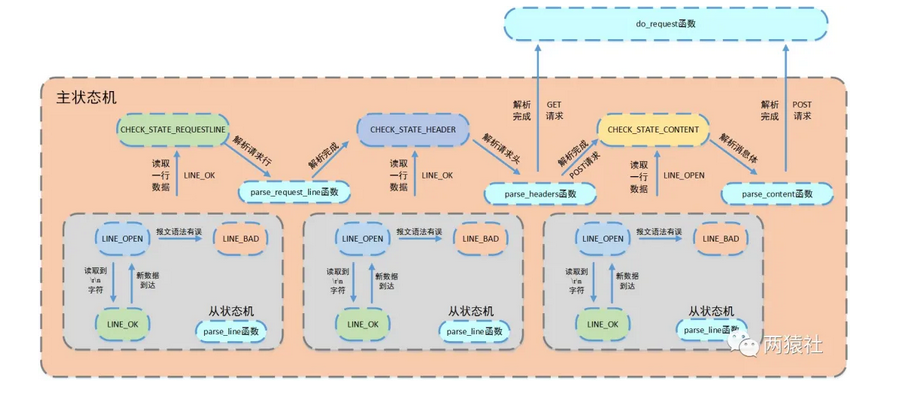 do_request函数
主状态机
解析
完成
GET
请求
解析
完成
POST
请求
CHECK_STATE_REQUESTLINE
CHECK_STATE_HEADER
CHECK_STATE_CONTENT
解析请求行
解析完成
解析请求头
解析完成
POST请求
解析消息体
读取
一行
数据
LINE_OK
读取
一行
数据
LINE_OK
读取
一行
数据
LINE_OPEN
parse_request_line函数
parse_headers函数
parse_content函数
LINE_OPEN
报文语法有误
LINE_BAD
读取到
\r\n
字符
新数据
到达
LINE_OK
从状态机
parse_line函数
LINE_OPEN
报文语法有误
LINE_BAD
读取到
\r\n
字符
新数据
到达
LINE_OK
从状态机
parse_line函数
LINE_OPEN
报文语法有误
LINE_BAD
读取到
\r\n
字符
新数据
到达
LINE_OK
从状态机
parse_line函数
两猿社